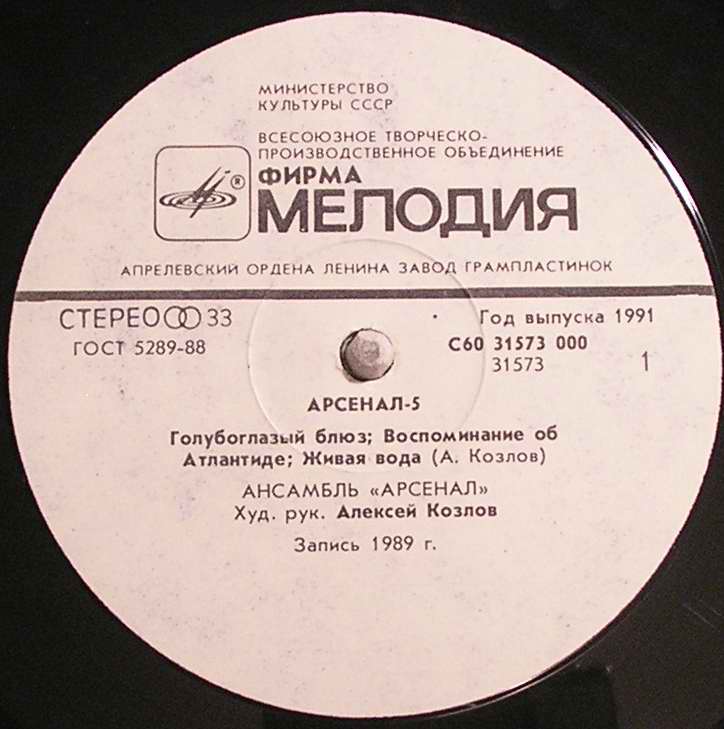 МИНИСТЕРСТВО
КУЛЬТУРЫ СССР
ВСЕСОЮЗНОЕ ТВОРЧЕСКО-
ПРОИЗВОДСТВЕННОЕ ОБЪЕДИНЕНИЕ
ФИРМА
®
МЕЛОДИЯ
АПРЕЛЕВСКИЙ ОРДЕНА ЛЕНИНА ЗАВОД ГРАМПЛАСТИНОК
СТЕРЕО 33
Год выпуска 1991
ГОСТ 5289-88
С60 31573 000
31573
1
АРСЕНАЛ-5
Голубоглазый блюз; Воспоминание об
Атлантиде; Живая вода (А. Козлов)
АНСАМБЛЬ «АРСЕНАЛ»
Худ. рук. Алексей Козлов
Запись 1989 г.